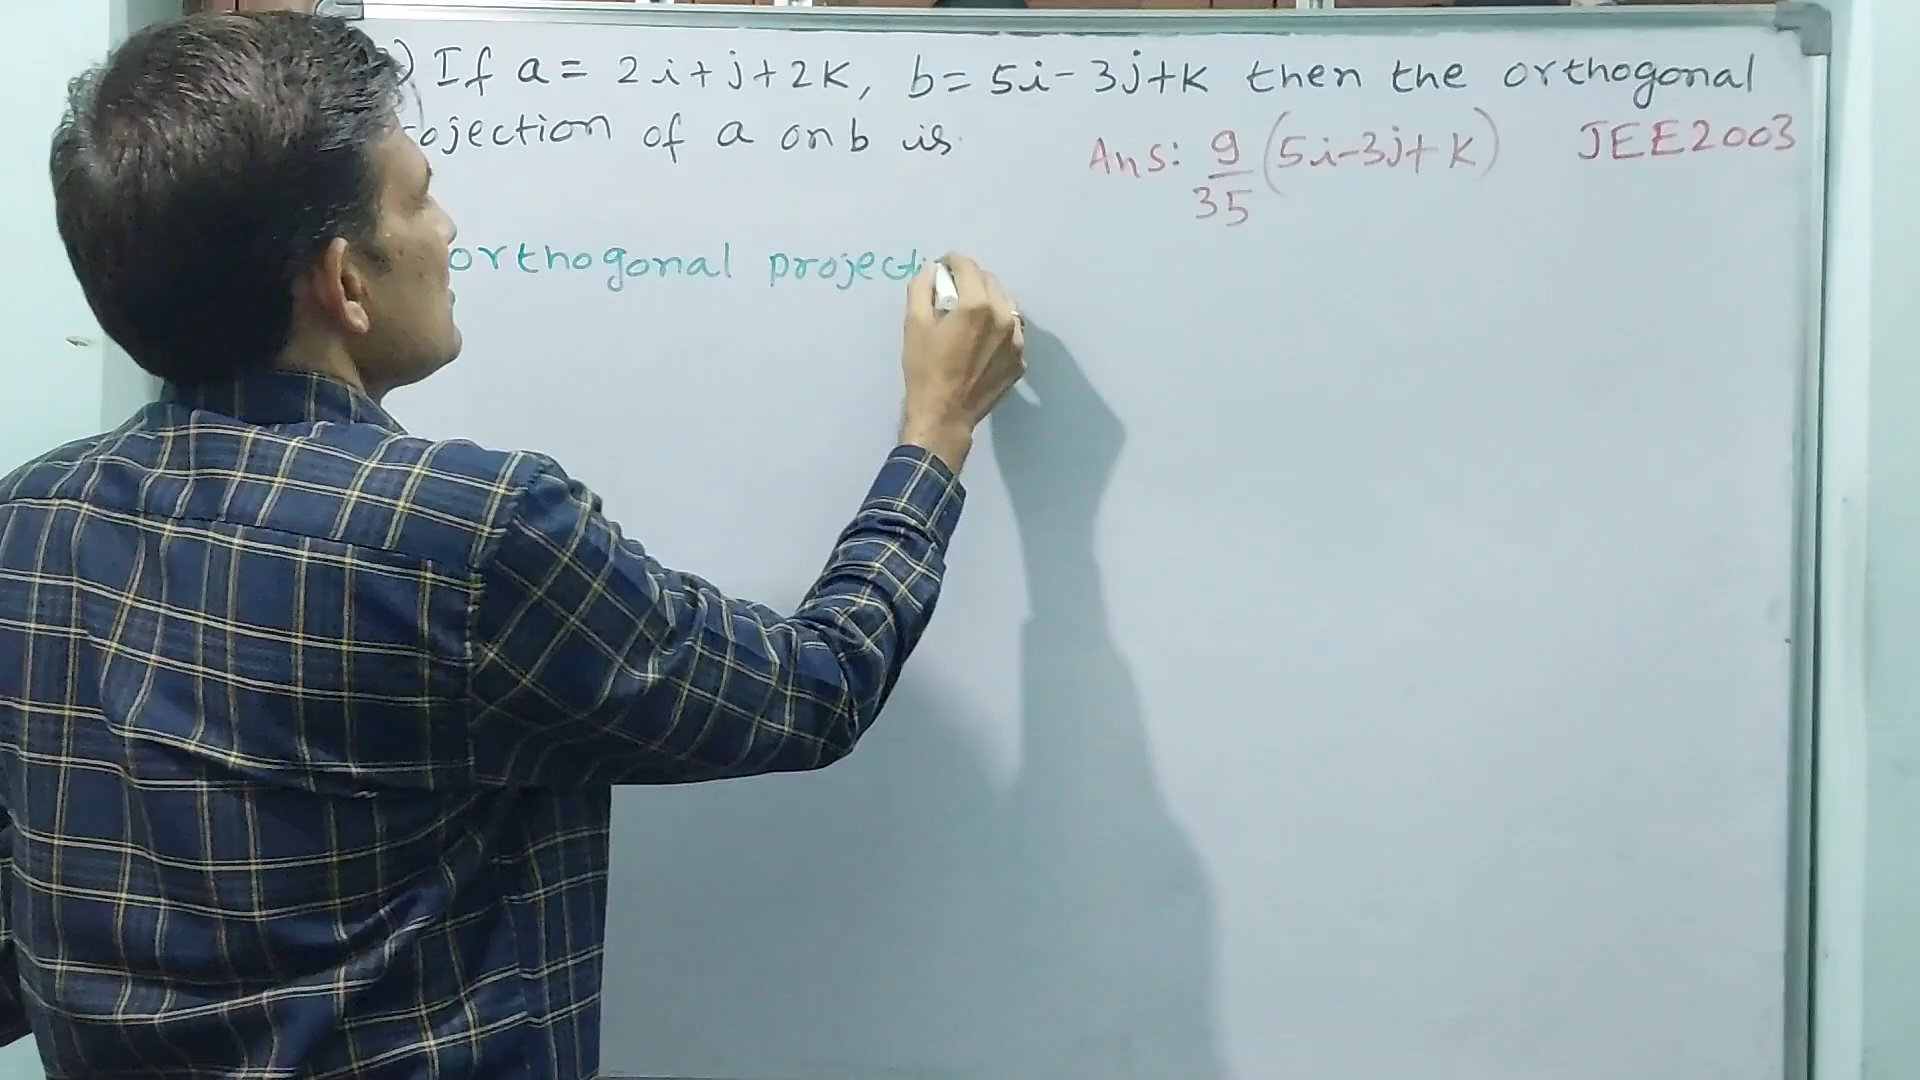 ) If a = 2i+j+2k, b = 5i-3j+k then the orthogonal
ojection of a on b is.
Ans: 9/35 (5i-3j+k) JEE2003
orthogonal projecti